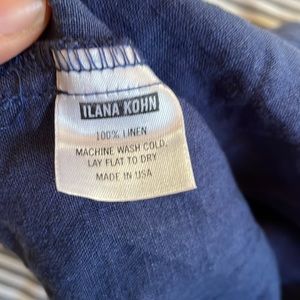 ILANA KOHN
100% LINEN
MACHINE WASH COLD.
LAY FLAT TO DRY
MADE IN USA